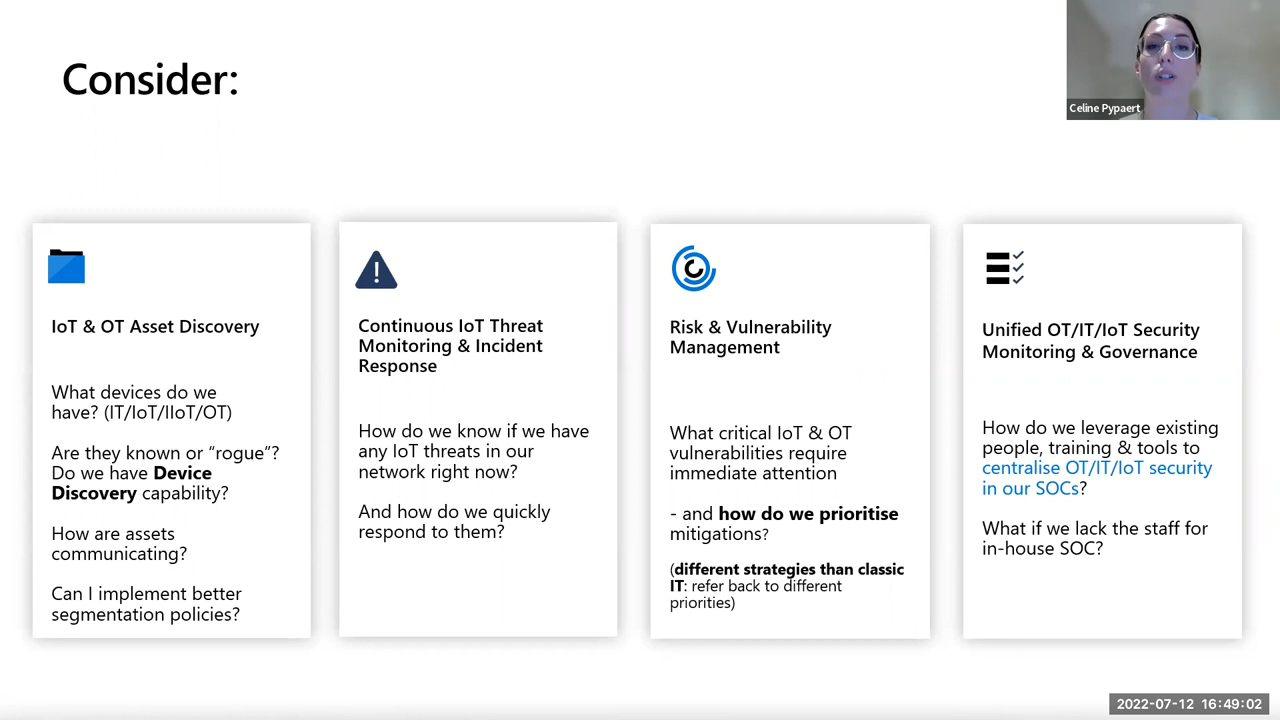 Consider:
Celine Pypaert
IoT & OT Asset Discovery
What devices do we
have? (IT/IoT/IIoT/OT)
Are they known or “rogue”?
Do we have Device
Discovery capability?
How are assets
communicating?
Can I implement better
segmentation policies?
Continuous IoT Threat
Monitoring & Incident
Response
How do we know if we have
any IoT threats in our
network right now?
And how do we quickly
respond to them?
Risk & Vulnerability
Management
What critical IoT & OT
vulnerabilities require
immediate attention
- and how do we prioritise
mitigations?
(different strategies than classic
IT: refer back to different
priorities)
Unified OT/IT/IoT Security
Monitoring & Governance
How do we leverage existing
people, training & tools to
centralise OT/IT/IoT security
in our SOCs?
What if we lack the staff for
in-house SOC?
2022-07-12 16:49:02